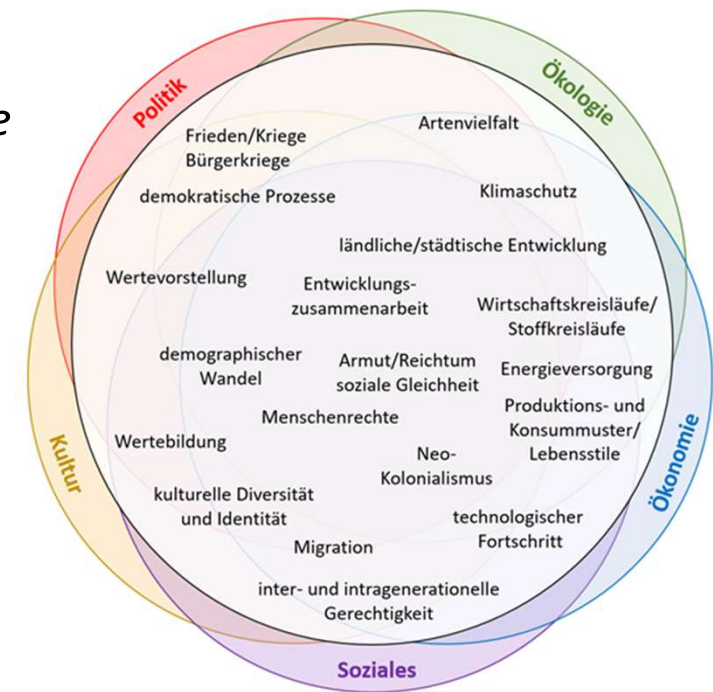 e
Politik
Ökologie
Frieden/Kriege
Bürgerkriege
Artenvielfalt
demokratische Prozesse
Klimaschutz
ländliche/städtische Entwicklung
Wertevorstellung
Entwicklungs-
zusammenarbeit
Wirtschaftskreisläufe/
Stoffkreisläufe
demographischer
Wandel
Armut/Reichtum
soziale Gleichheit
Energieversorgung
Menschenrechte
Produktions- und
Konsummuster/
Lebensstile
Wertebildung
Neo-
Kolonialismus
Kultur
Ökonomie
kulturelle Diversität
und Identität
technologischer
Fortschritt
Migration
inter- und intragenerationelle
Gerechtigkeit
Soziales